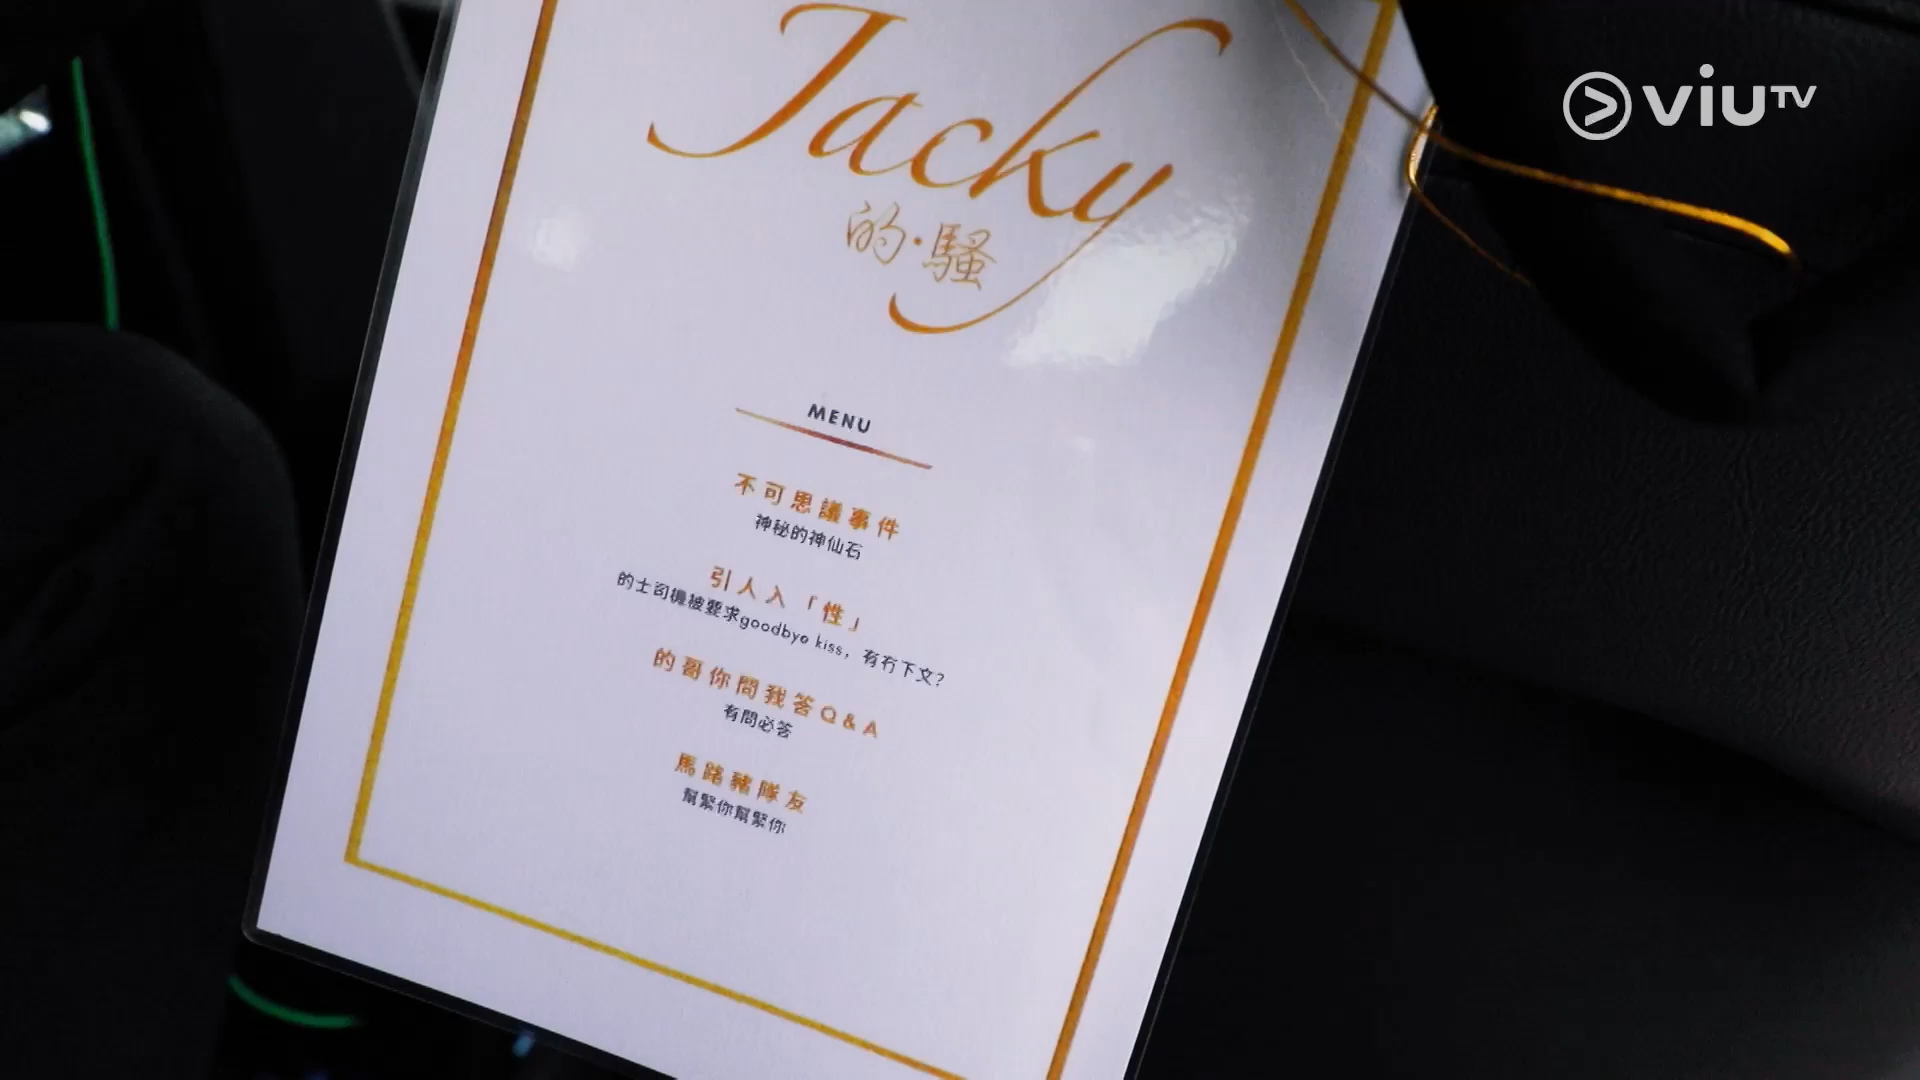 Jacky
的·騷
viuTV
MENU
不可思議事件
神秘的神仙石
引人入「性」
的士司機被要求goodbye kiss，有冇下文？
的哥你問我答Q&A
有問必答
馬路豬隊友
幫緊你幫緊你